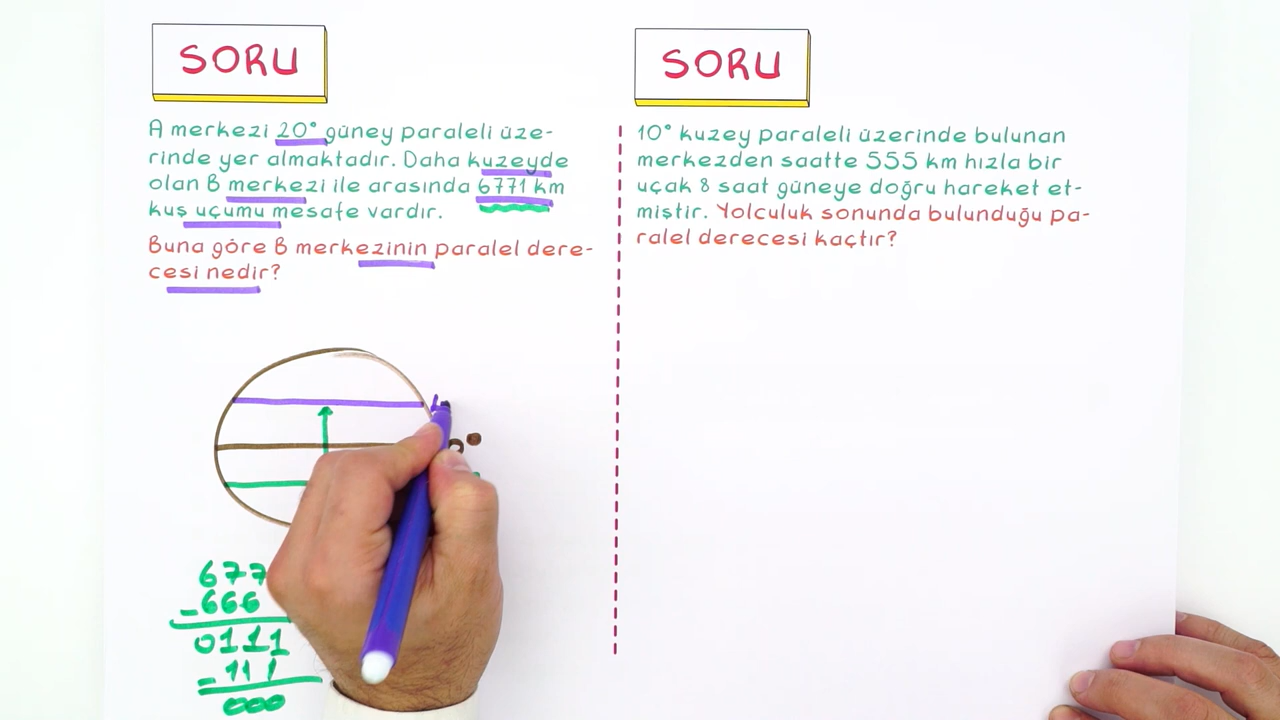 SORU
A merkezi 20° güney paraleli üze-
rinde yer almaktadır. Daha kuzeyde
olan B merkezi ile arasında 6771 km
kuş uçumu mesafe vardır.
Buna göre B merkezinin paralel dere-
cesi nedir?
677
-666
0111
-111
000
SORU
10° kuzey paraleli üzerinde bulunan
merkezden saatte 555 km hızla bir
uçak 8 saat güneye doğru hareket et-
miştir. Yolculuk sonunda bulunduğu pa-
ralel derecesi kaçtır?